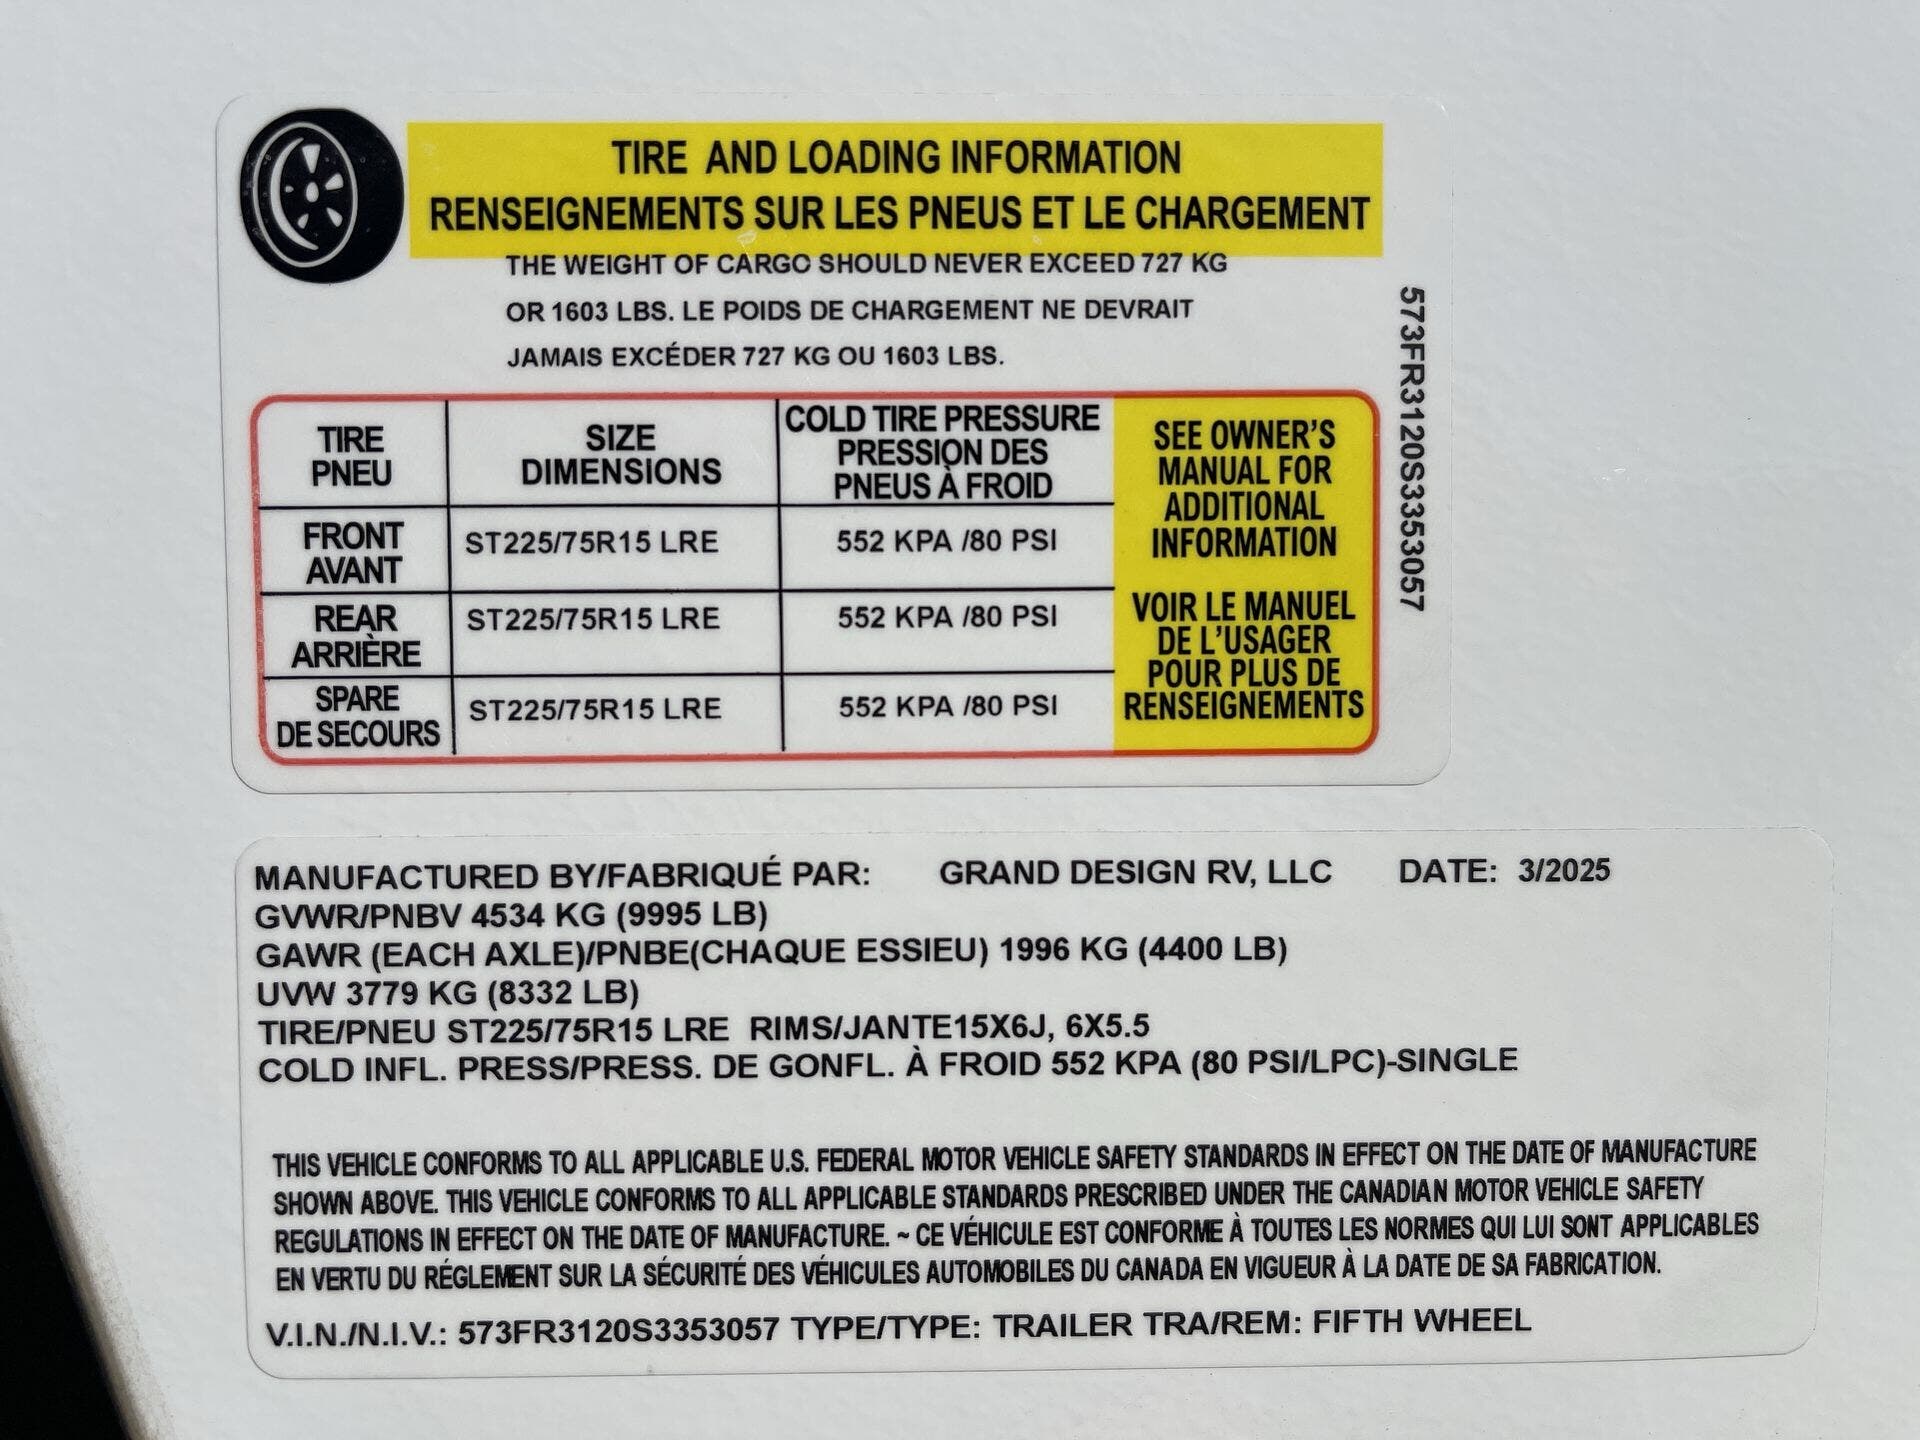 TIRE AND LOADING INFORMATION
RENSEIGNEMENTS SUR LES PNEUS ET LE CHARGEMENT
THE WEIGHT OF CARGO SHOULD NEVER EXCEED 727 KG
OR 1603 LBS. LE POIDS DE CHARGEMENT NE DEVRAIT
JAMAIS EXCÉDER 727 KG OU 1603 LBS.
573FR3120S3353057
TIRE
PNEU
SIZE
DIMENSIONS
COLD TIRE PRESSURE
PRESSION DES
PNEUS À FROID
FRONT
AVANT
ST225/75R15 LRE
552 KPA /80 PSI
REAR
ARRIÈRE
ST225/75R15 LRE
552 KPA /80 PSI
SPARE
DE SECOURS
ST225/75R15 LRE
552 KPA /80 PSI
SEE OWNER'S
MANUAL FOR
ADDITIONAL
INFORMATION
VOIR LE MANUEL
DE L'USAGER
POUR PLUS DE
RENSEIGNEMENTS
MANUFACTURED BY/FABRIQUÉ PAR: GRAND DESIGN RV, LLC DATE: 3/2025
GVWR/PNBV 4534 KG (9995 LB)
GAWR (EACH AXLE)/PNBE(CHAQUE ESSIEU) 1996 KG (4400 LB)
UVW 3779 KG (8332 LB)
TIRE/PNEU ST225/75R15 LRE RIMS/JANTE15X6J, 6X5.5
COLD INFL. PRESS/PRESS. DE GONFL. À FROID 552 KPA (80 PSI/LPC)-SINGLE
THIS VEHICLE CONFORMS TO ALL APPLICABLE U.S. FEDERAL MOTOR VEHICLE SAFETY STANDARDS IN EFFECT ON THE DATE OF MANUFACTURE
SHOWN ABOVE. THIS VEHICLE CONFORMS TO ALL APPLICABLE STANDARDS PRESCRIBED UNDER THE CANADIAN MOTOR VEHICLE SAFETY
REGULATIONS IN EFFECT ON THE DATE OF MANUFACTURE. ~ CE VÉHICULE EST CONFORME À TOUTES LES NORMES QUI LUI SONT APPLICABLES
EN VERTU DU RÉGLEMENT SUR LA SÉCURITÉ DES VÉHICULES AUTOMOBILES DU CANADA EN VIGUEUR À LA DATE DE SA FABRICATION.
V.I.N./N.I.V.: 573FR3120S3353057 TYPE/TYPE: TRAILER TRA/REM: FIFTH WHEEL